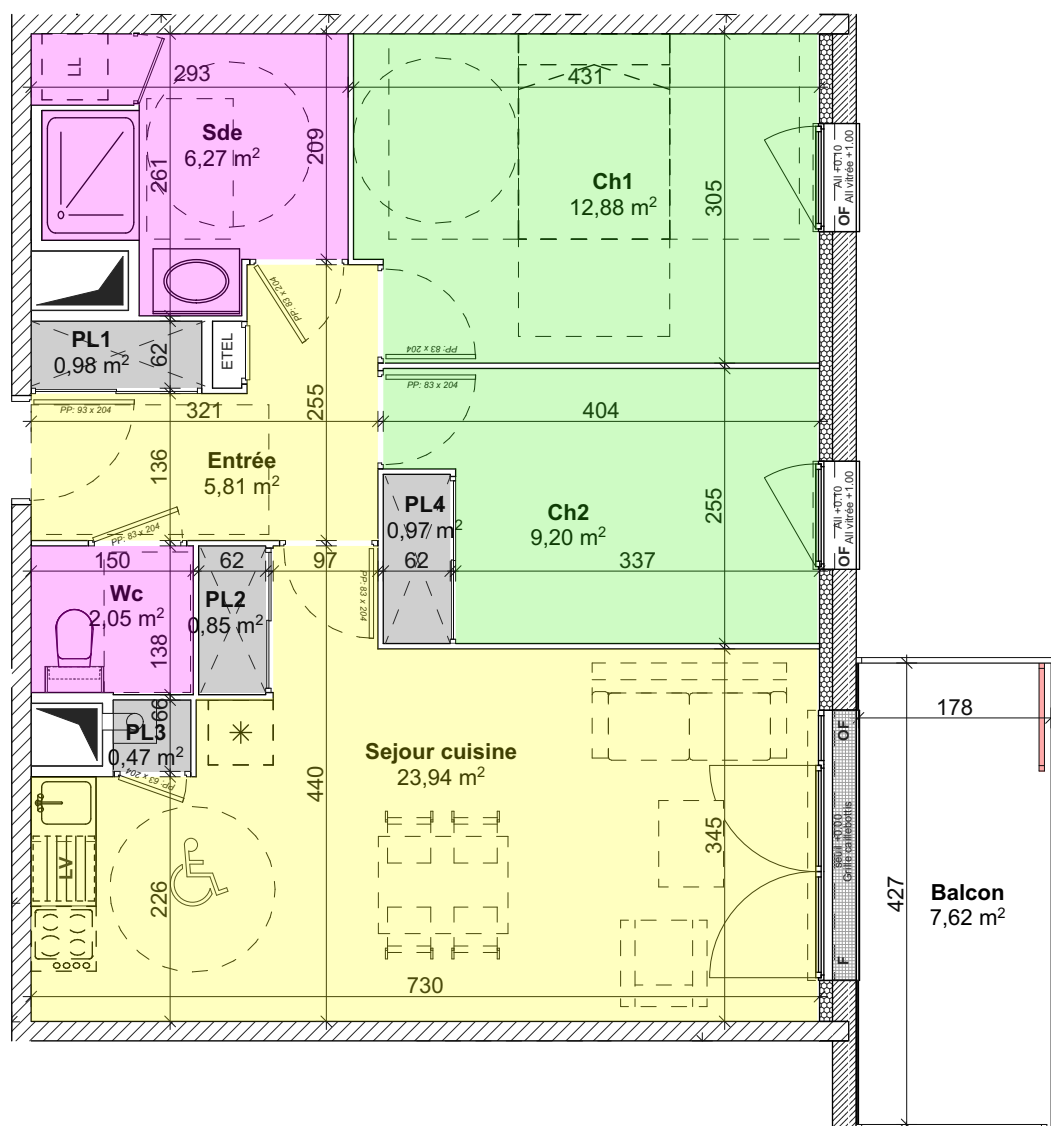 LL
293
431
Sde
6,27 m²
209
261
Ch1
12,88 m²
305
All +0.10
All vitrée +1.00
OF
PP: 83 x 204
PL1
0,98 m²
62
ETEL
PP: 83 x 204
PP: 83 x 204
PP: 93 x 204
321
255
404
136
Entrée
5,81 m²
PL4
0,97 m²
62
Ch2
9,20 m²
255
All +0.10
All vitrée +1.00
OF
PP: 83 x 204
150
62
97
337
Wc
2,05 m²
PL2
0,85 m²
PP: 83 x 204
138
66
PL3
0,47 m²
PP: 63 x 204
Sejour cuisine
23,94 m²
178
OF
440
345
seuil +0.00
Grille caillebottis
LV
226
427
Balcon
7,62 m²
F
730